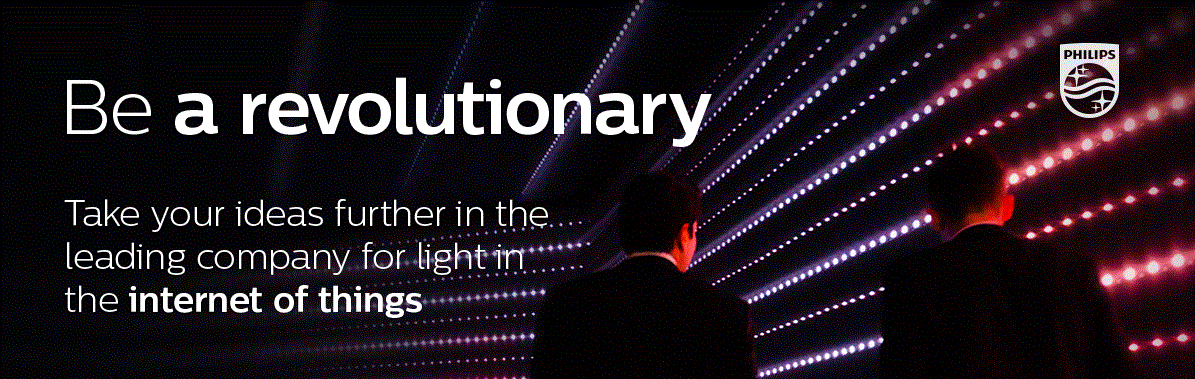 Be a revolutionary
PHILIPS
Take your ideas further in the
leading company for light in
the internet of things